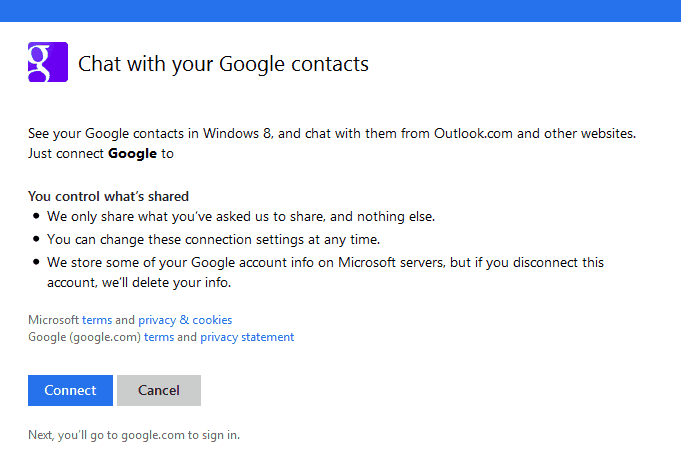 g
Chat with your Google contacts
See your Google contacts in Windows 8, and chat with them from Outlook.com and other websites.
Just connect Google to
You control what's shared
• We only share what you've asked us to share, and nothing else.
• You can change these connection settings at any time.
• We store some of your Google account info on Microsoft servers, but if you disconnect this
account, we'll delete your info.
Microsoft terms and privacy & cookies
Google (google.com) terms and privacy statement
Connect Cancel
Next, you'll go to google.com to sign in.